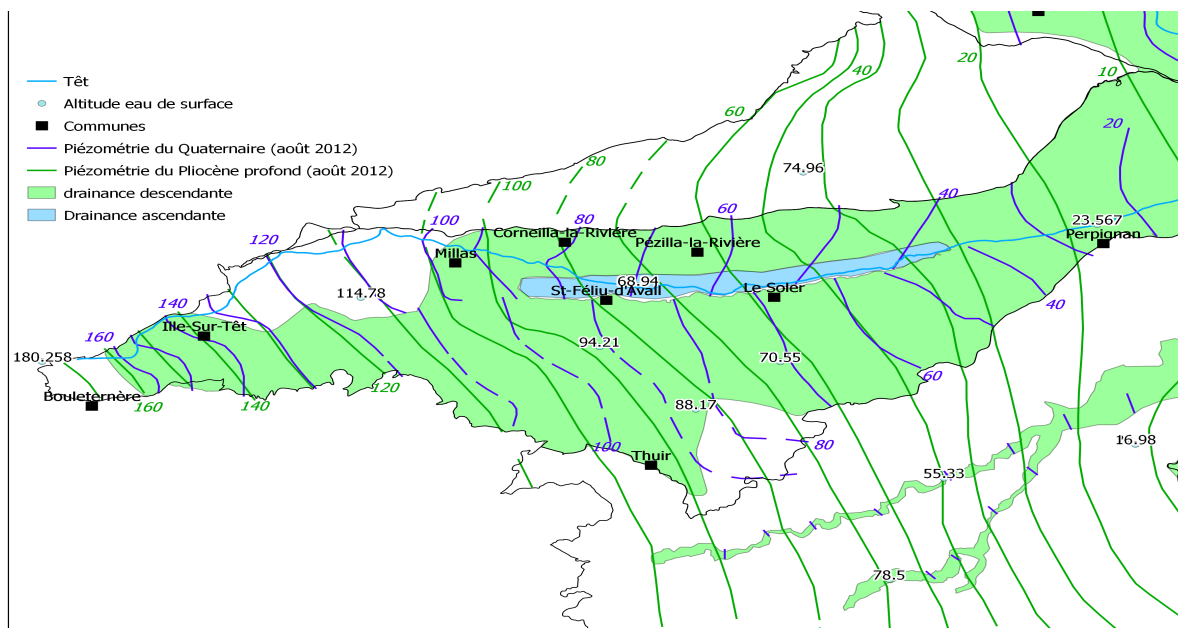 Têt
Altitude eau de surface
Communes
Piézométrie du Quaternaire (août 2012)
Piézométrie du Pliocène profond (août 2012)
drainance descendante
Drainance ascendante
20
40
10
60
20
80
74.96
100
40
100
80
60
23.567
Perpignan
120
Corneilla-la-Rivière
Pézilla-la-Rivière
Millas
68.94
St-Féliu-d'Avall
Le Soler
114.78
140
40
Ille-Sur-Têt
160
94.21
70.55
180.258
60
120
Bouleternère
160
140
88.17
100
80
16.98
Thuir
55.33
78.5